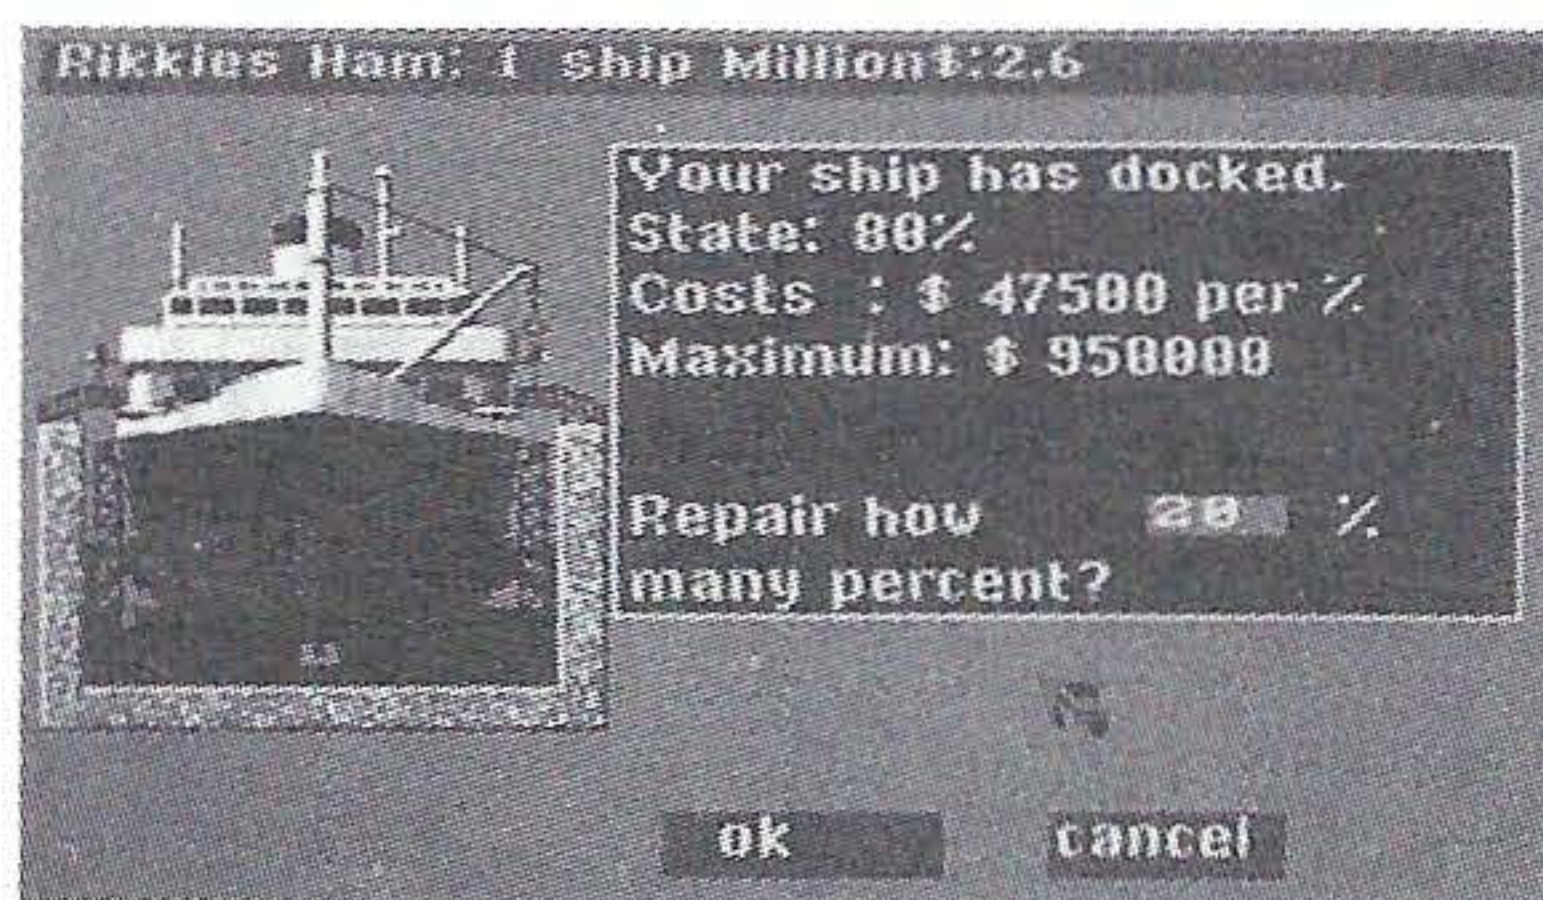 Rikkies Ham: 1 ship Million$:2.6
Your ship has docked.
State: 80%
Costs : $ 47500 per %
Maximum: $ 950000
Repair how 20 %
many percent?
ok cancel